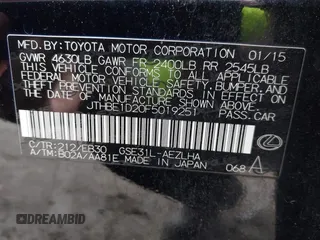 MFD. BY: TOYOTA MOTOR CORPORATION 01/15
GVWR 4630LB GAWR FR 2400LB RR 2545LB
THIS VEHICLE CONFORMS TO ALL APPLICABLE
FEDERAL MOTOR VEHICLE SAFETY, BUMPER, AND
THEFT PREVENTION STANDARDS IN EFFECT ON
THE DATE OF MANUFACTURE SHOWN ABOVE.
JTHBE1D20F5019251 PASS.CAR
C/TR:212/EB30 GSE31L-AEZLHA
A/TM:B02A/AA81E MADE IN JAPAN 068A
DREAMBID